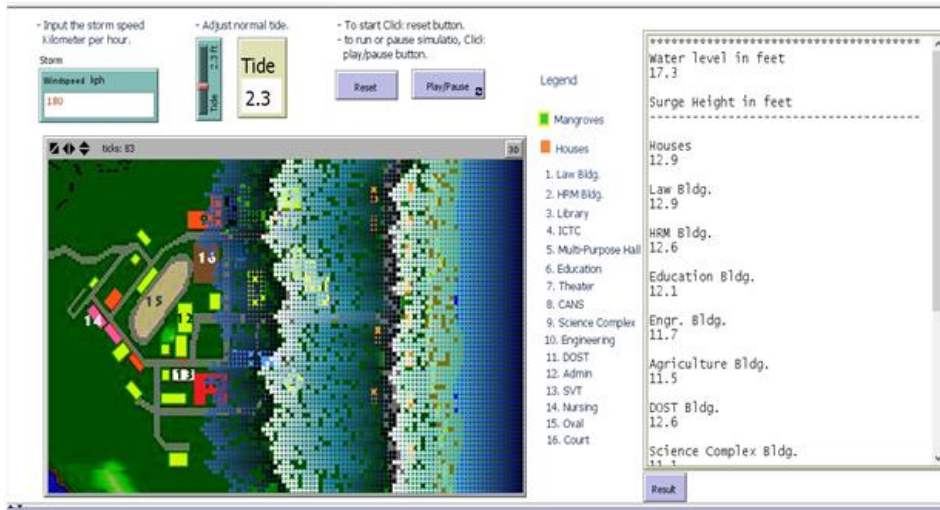 - Input the storm speed
Kilometer per hour.
- Adjust normal tide.
- To start Click reset button.
- to run or pause simulatio, Click
play/pause button.
Storm
Windspeed kph
180
Tide
2.3 ft
Tide
2.3
Reset
Play/Pause
ticks: 83
3D
9
16
15
14
12
13
Legend
Mangroves
Houses
1. Law Bldg.
2. HRM Bldg.
3. Library
4. ICTC
5. Multi-Purpose Hall
6. Education
7. Theater
8. CANS
9. Science Complex
10. Engineering
11. DOST
12. Admin
13. SVT
14. Nursing
15. Oval
16. Court
*************************************
Water level in feet
17.3
Surge Height in feet
-------------------------------------
Houses
12.9
Law Bldg.
12.9
HRM Bldg.
12.6
Education Bldg.
12.1
Engr. Bldg.
11.7
Agriculture Bldg.
11.5
DOST Bldg.
12.6
Science Complex Bldg.
Result